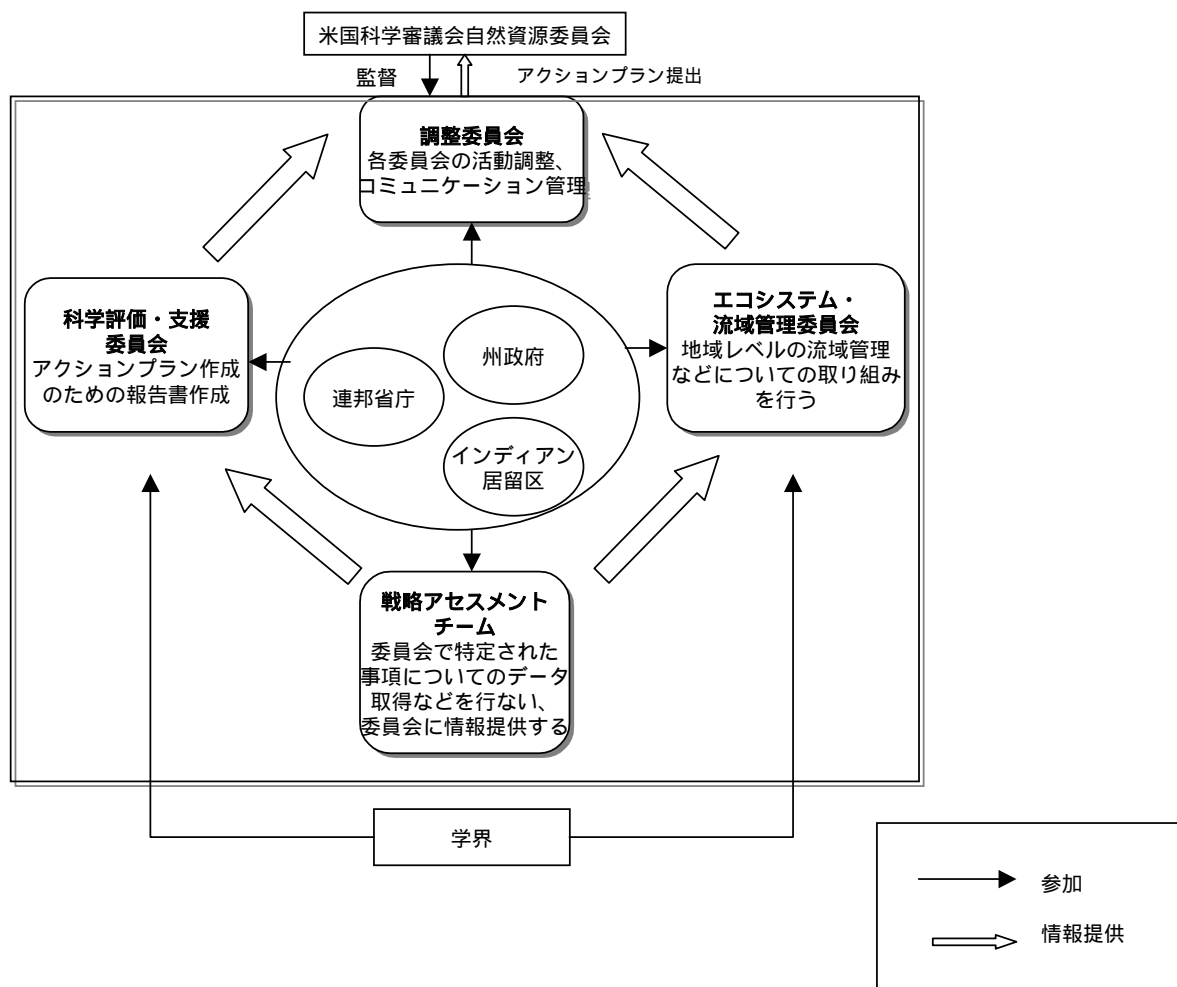 米国科学審議会自然資源委員会
監督
アクションプラン提出
調整委員会
各委員会の活動調整、
コミュニケーション管理
科学評価・支援
委員会
アクションプラン作成
のための報告書作成
エコシステム・
流域管理委員会
地域レベルの流域管理
などについての取り組み
を行う
州政府
連邦省庁
インディアン
居留区
戦略アセスメント
チーム
委員会で特定された
事項についてのデータ
取得などを行ない、
委員会に情報提供する
学界
参加
情報提供